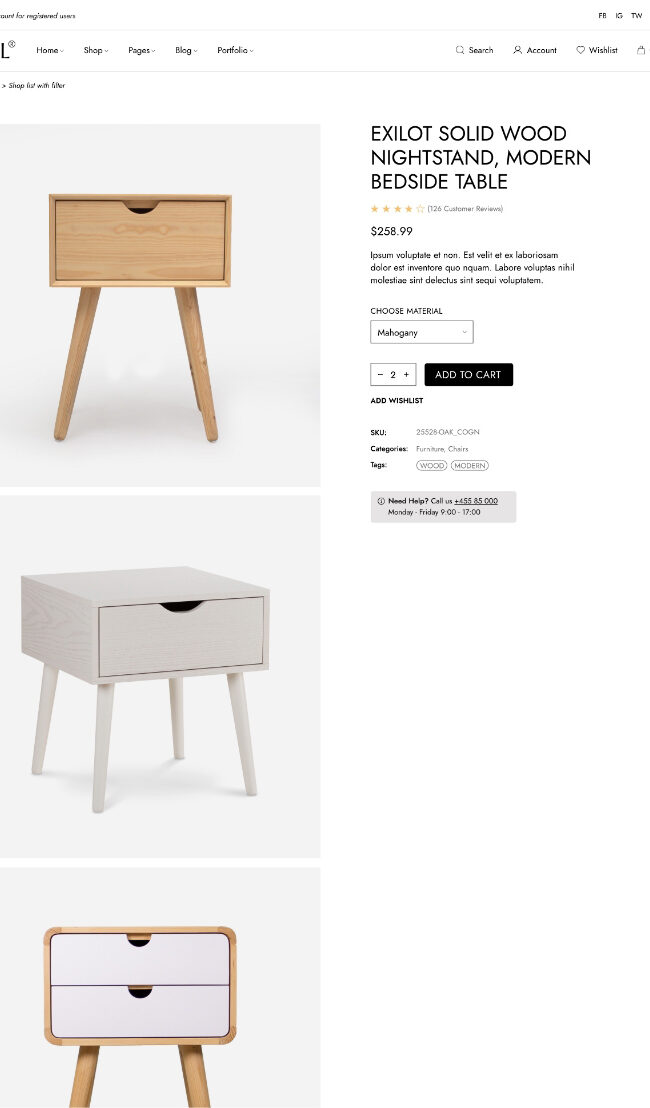 ount for registered users
FB IG TW
L®
Home Shop Pages Blog Portfolio
Search Account Wishlist
> Shop list with filter
EXILOT SOLID WOOD
NIGHTSTAND, MODERN
BEDSIDE TABLE
(126 Customer Reviews)
$258.99
Ipsum voluptate et non. Est velit et ex laboriosam
dolor est inventore quo nquam. Labore voluptas nihil
molestiae sint delectus sint sequi voluptatem.
CHOOSE MATERIAL
Mahogany
− 2 +
ADD TO CART
ADD WISHLIST
SKU: 25528-OAK_COGN
Categories: Furniture, Chairs
Tags: WOOD MODERN
Need Help? Call us +455 85 000
Monday - Friday 9:00 - 17:00